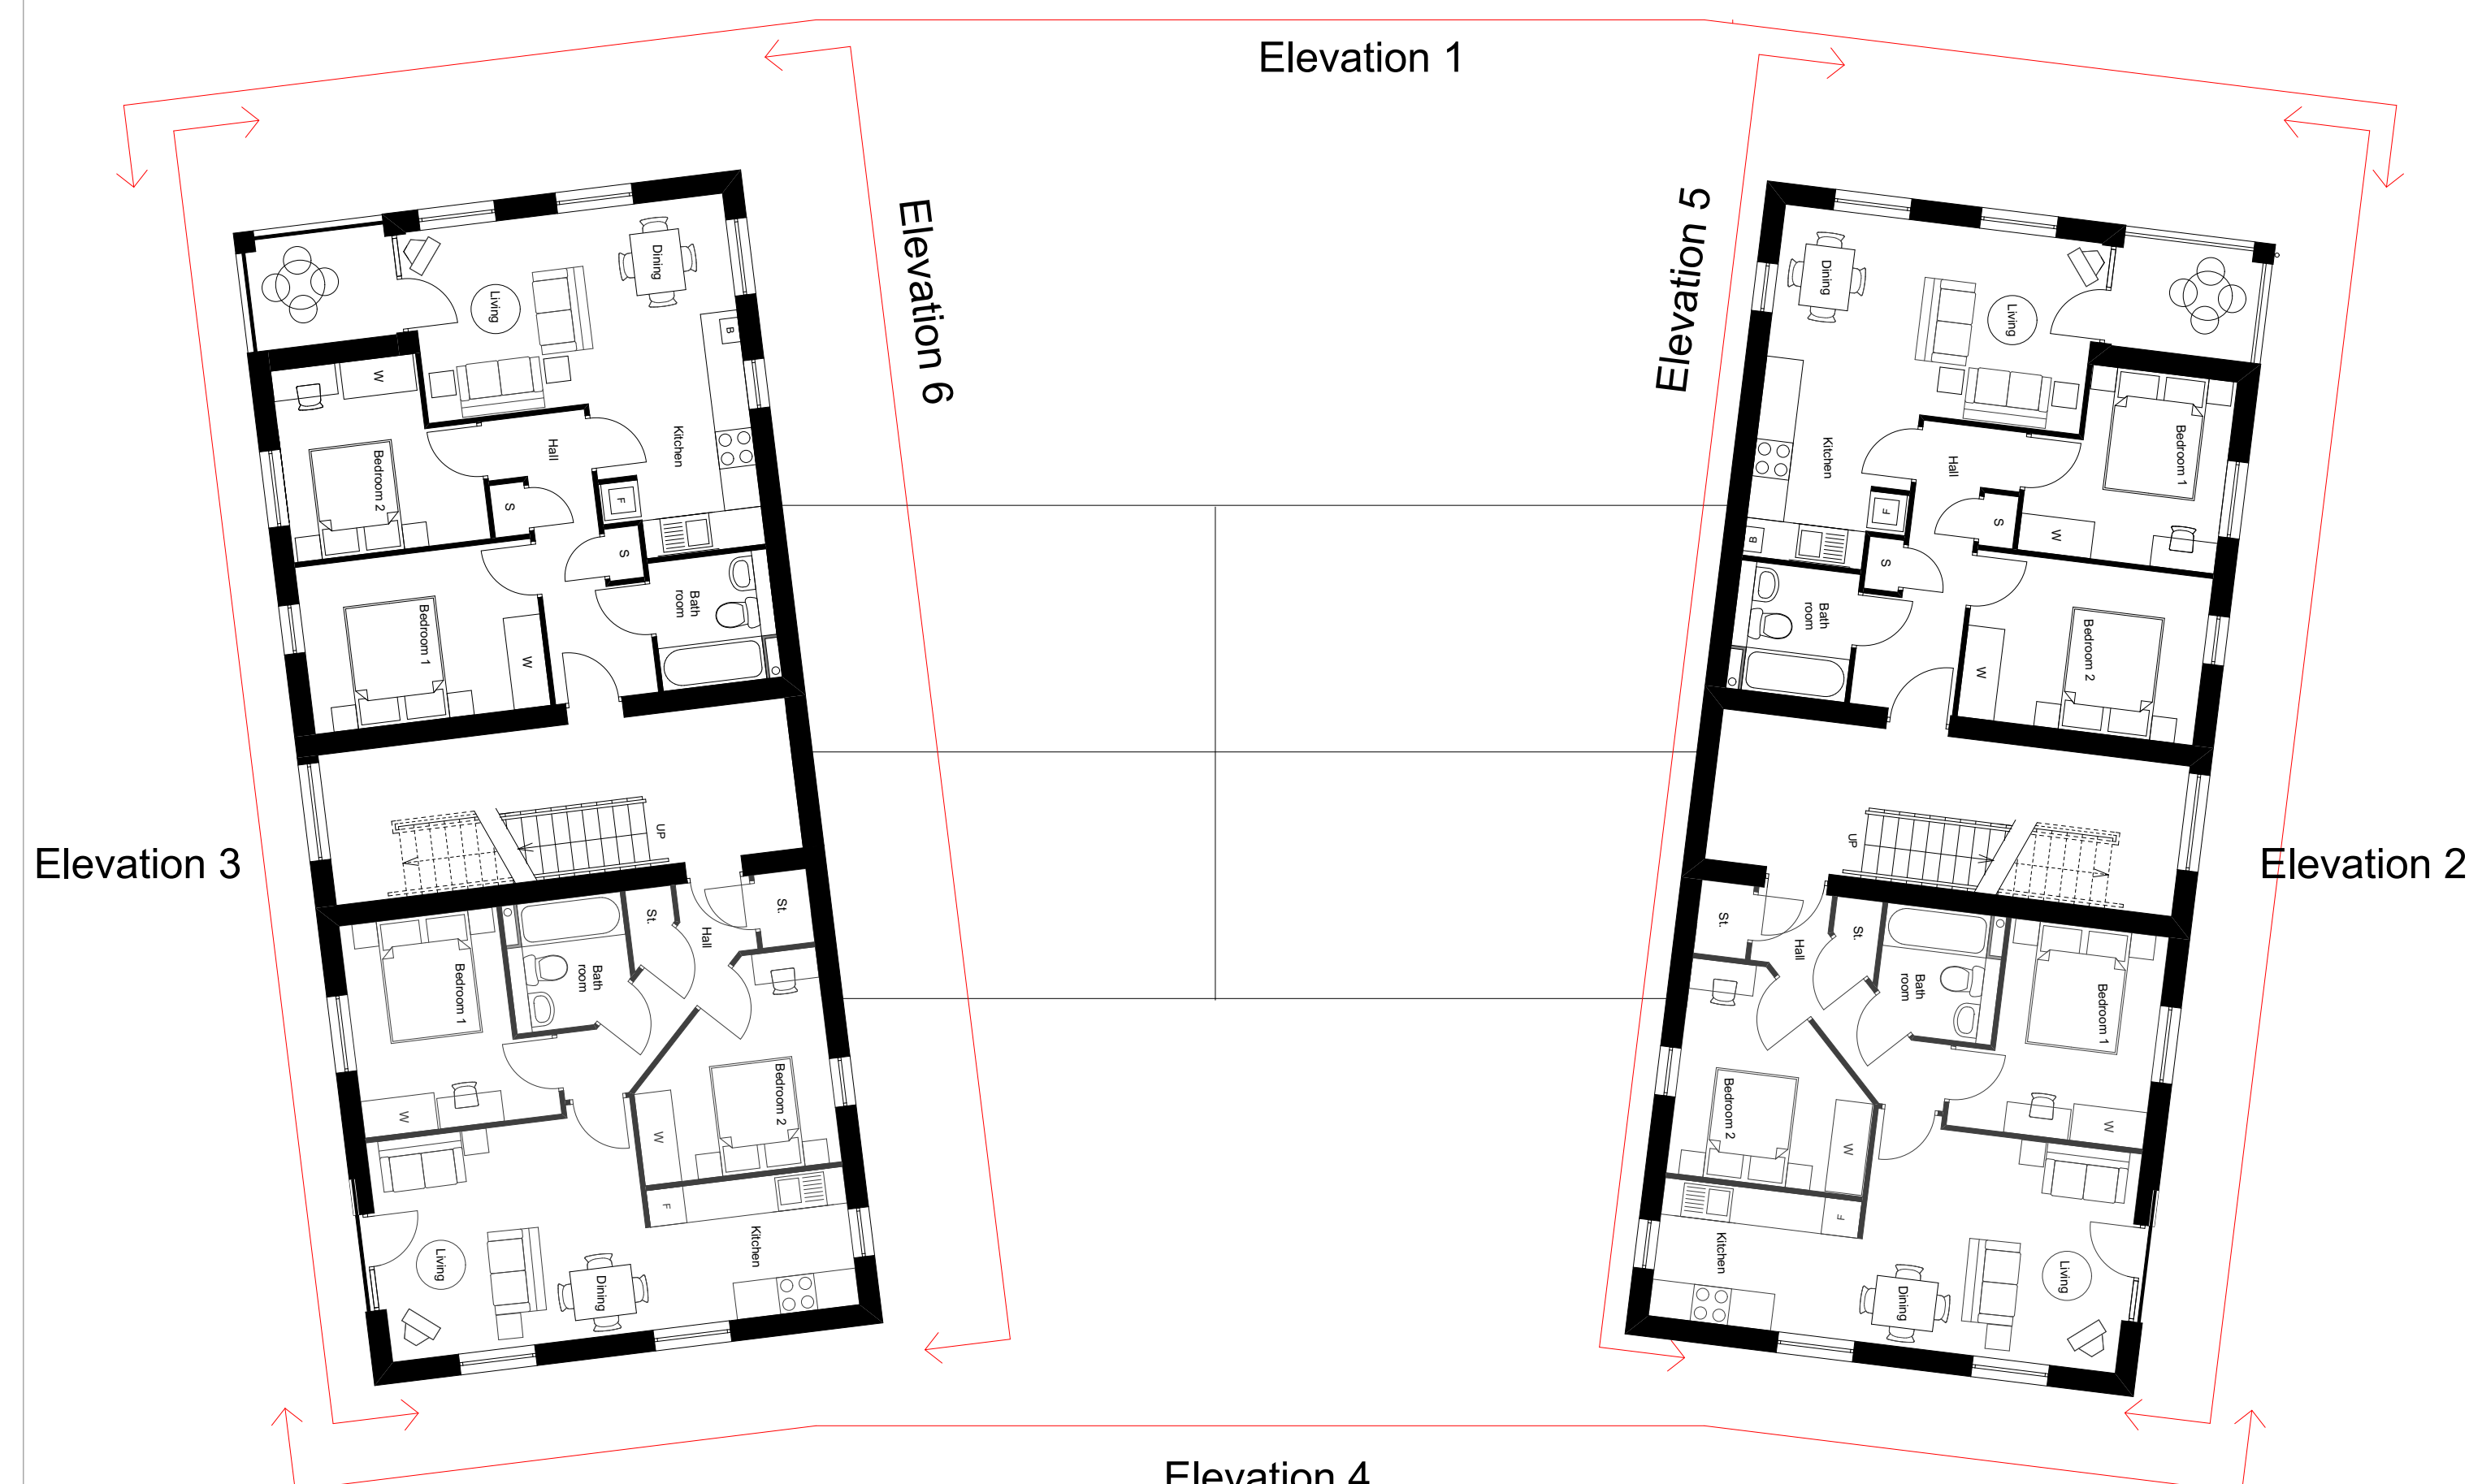 Elevation 1
Elevation 6
Elevation 5
Elevation 3
Elevation 2
Elevation 4
Dining
Living
B
W
Kitchen
Hall
Bedroom 2
F
S
S
Bath
room
Bedroom 1
W
UP
St.
St.
Hall
Bath
room
Bedroom 1
W
Bedroom 2
W
F
Kitchen
Living
Dining
Dining
Living
Kitchen
Hall
Bedroom 1
F
S
W
B
S
Bath
room
Bedroom 2
W
UP
St.
St.
Hall
Bath
room
Bedroom 1
W
Bedroom 2
W
F
Kitchen
Living
Dining